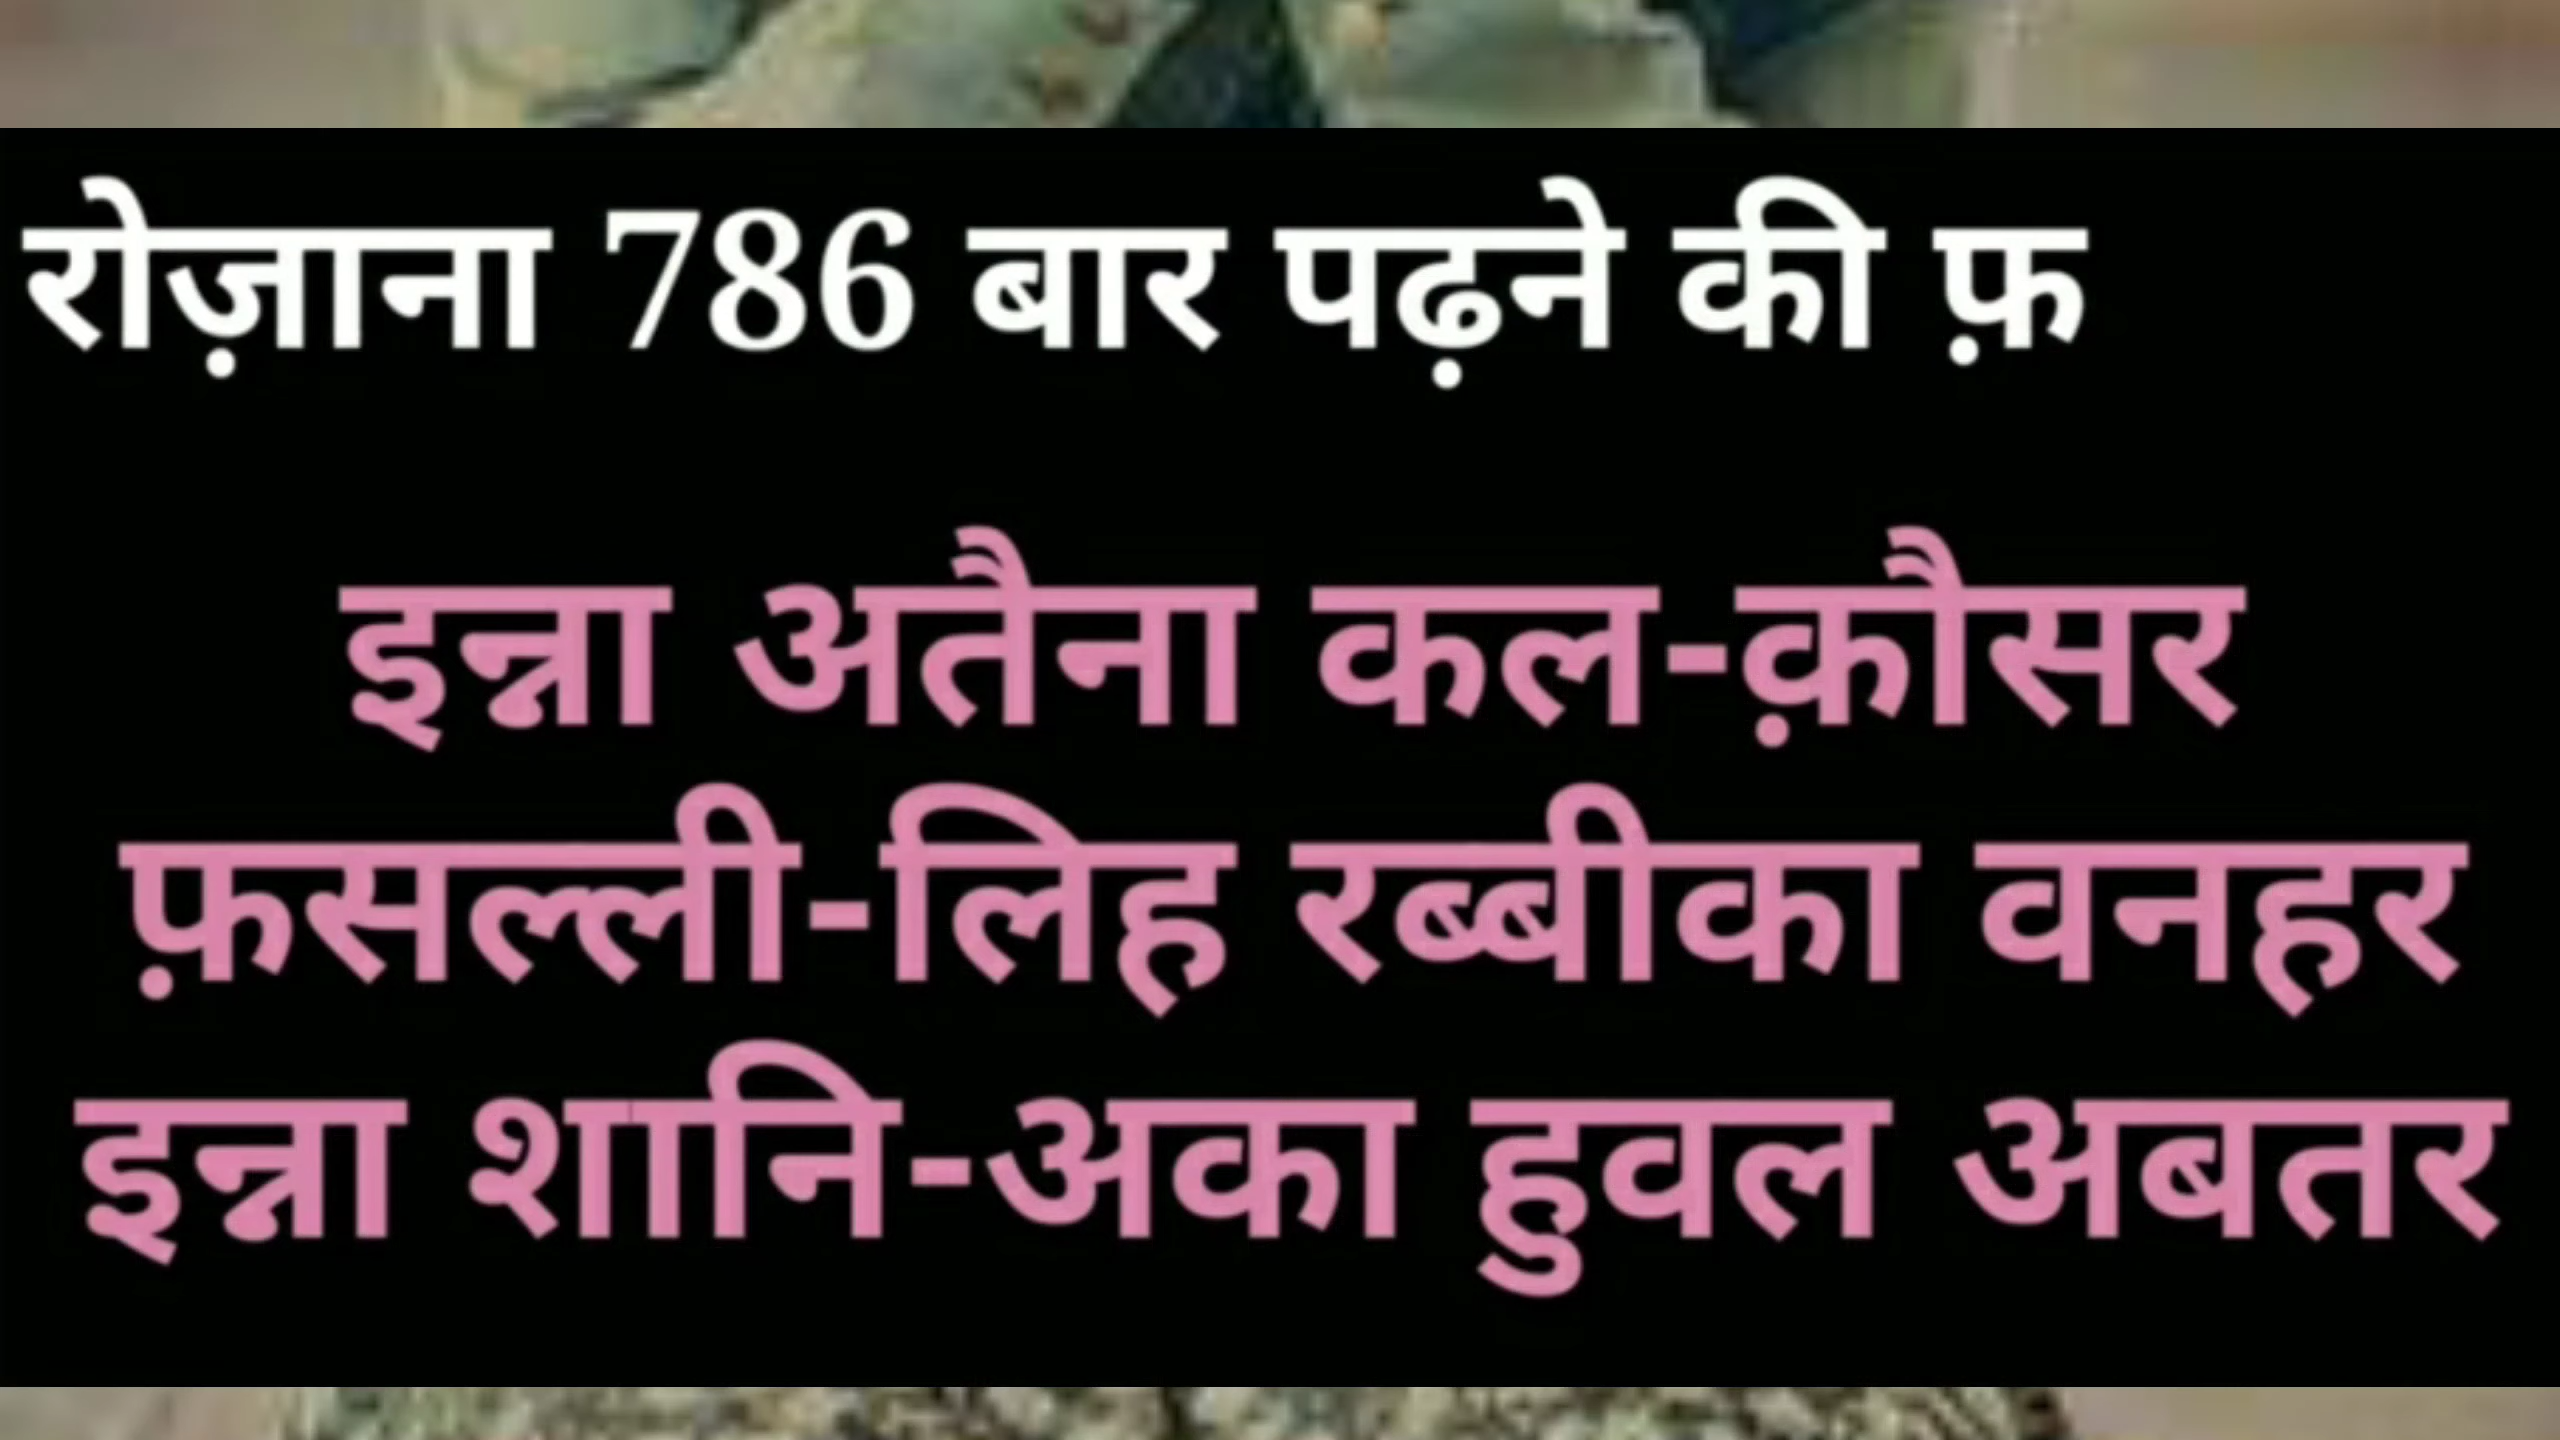 रोज़ाना 786 बार पढ़ने की फ़
इन्ना अतैना कल-क़ौसर
फ़सल्ली-लिह रब्बीका वनहर
इन्ना शानि-अका हुवल अबतर